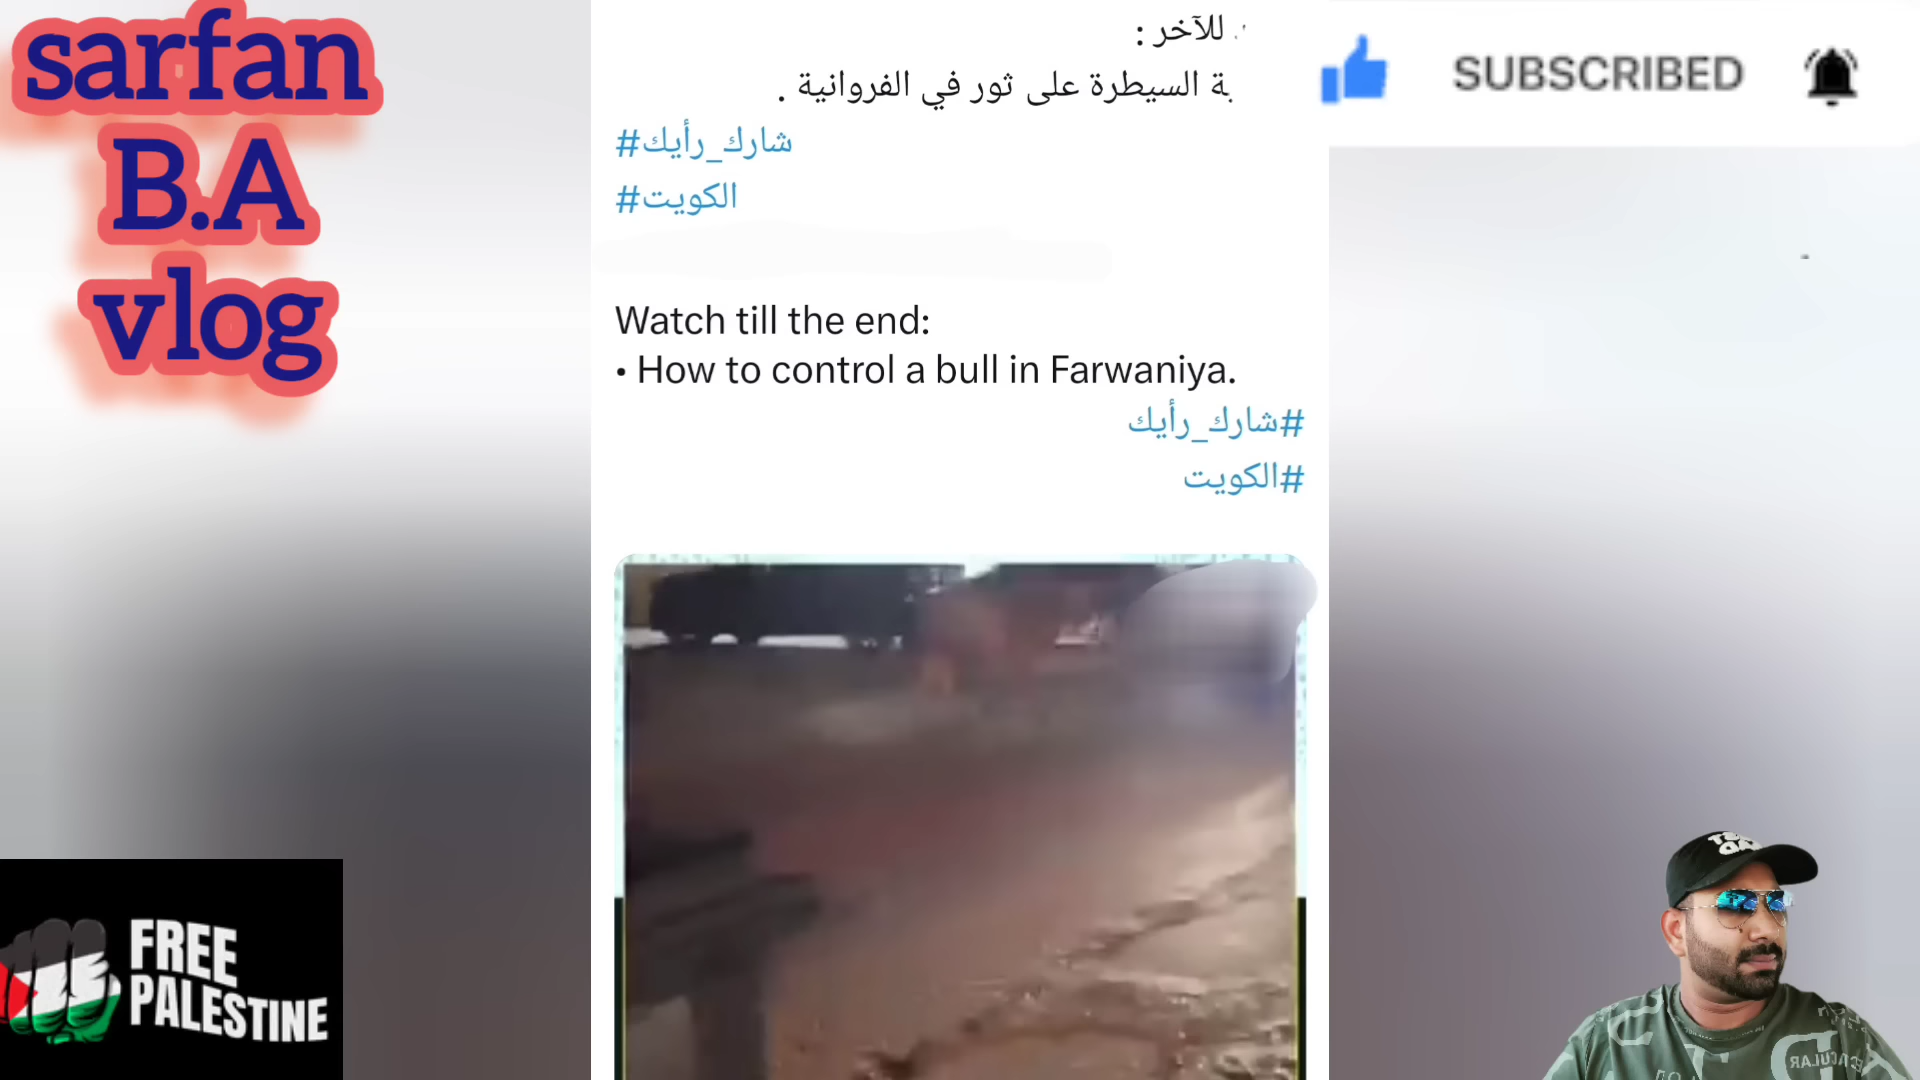 sarfan
B.A
vlog
للآخر :
السيطرة على ثور في الفروانية .
#شارك_رأيك
#الكويت
Watch till the end:
• How to control a bull in Farwaniya.
#شارك_رأيك
#الكويت
SUBSCRIBED
FREE
PALESTINE